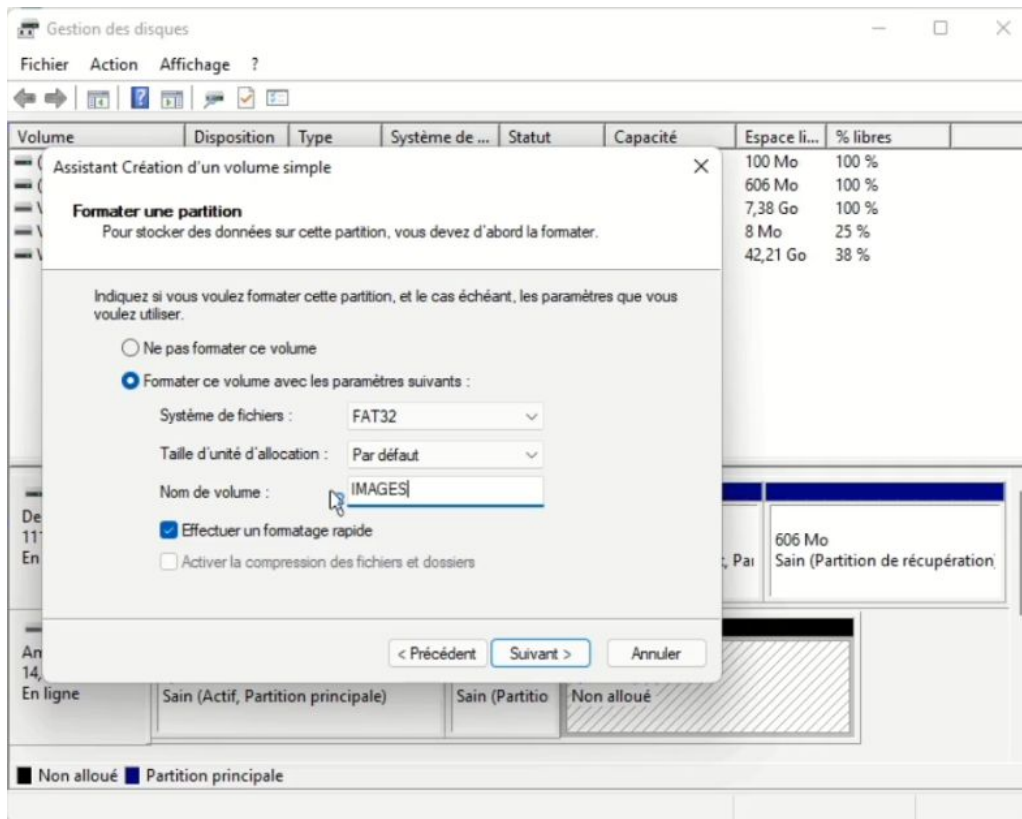 Gestion des disques
Fichier Action Affichage ?
Volume Disposition Type Système de ... Statut Capacité Espace li... % libres
100 Mo 100 %
606 Mo 100 %
7,38 Go 100 %
8 Mo 25 %
42,21 Go 38 %
Assistant Création d'un volume simple
Formater une partition
Pour stocker des données sur cette partition, vous devez d'abord la formater.
Indiquez si vous voulez formater cette partition, et le cas échéant, les paramètres que vous
voulez utiliser.
Ne pas formater ce volume
Formater ce volume avec les paramètres suivants :
Système de fichiers : FAT32
Taille d'unité d'allocation : Par défaut
Nom de volume : IMAGES
Effectuer un formatage rapide
Activer la compression des fichiers et dossiers
< Précédent Suivant > Annuler
606 Mo
Sain (Partition de récupération)
En ligne
Sain (Actif, Partition principale) Sain (Partitio Non alloué
Non alloué Partition principale